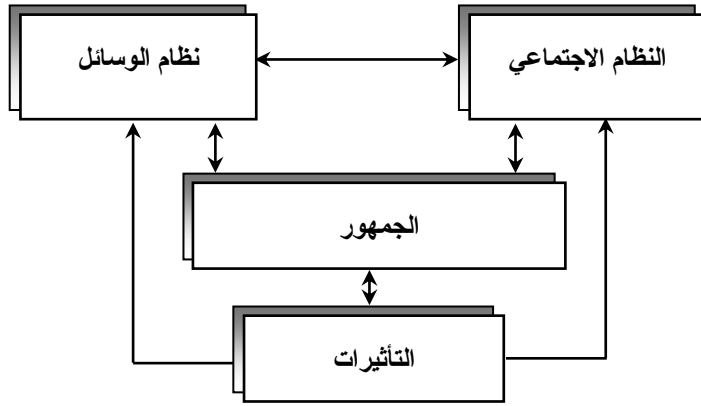 النظام الاجتماعي
نظام الوسائل
الجمهور
التأثيرات